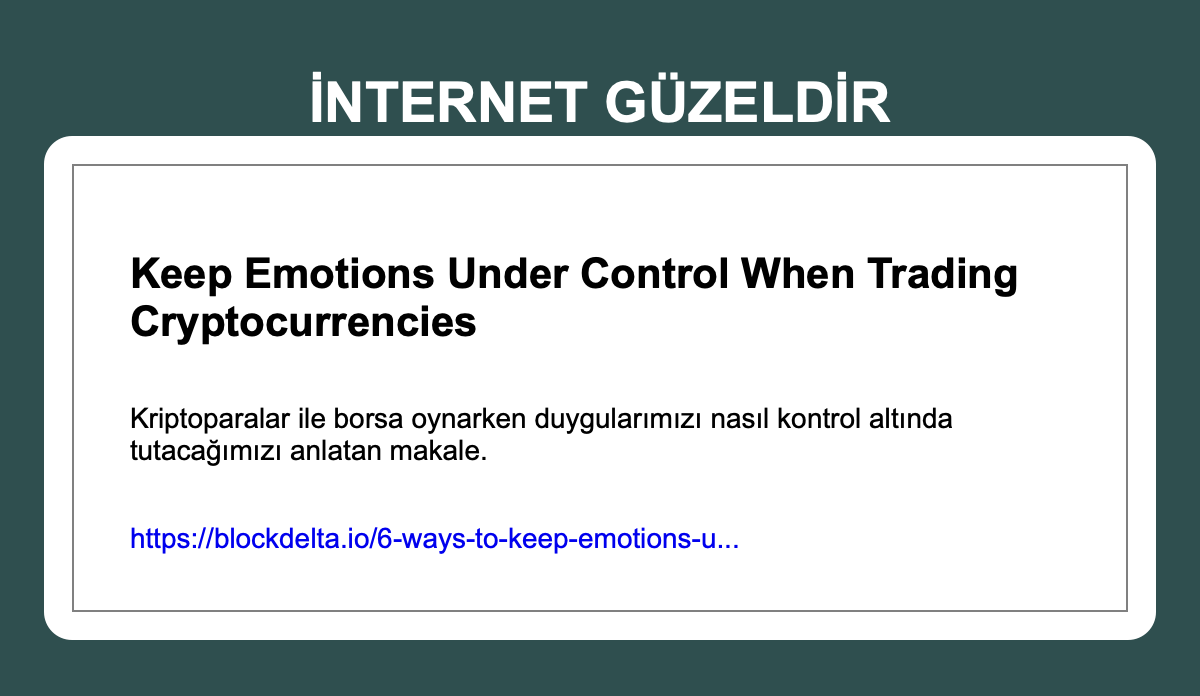 İNTERNET GÜZELDİR
Keep Emotions Under Control When Trading
Cryptocurrencies
Kriptoparalar ile borsa oynarken duygularımızı nasıl kontrol altında
tutacağımızı anlatan makale.
https://blockdelta.io/6-ways-to-keep-emotions-u...